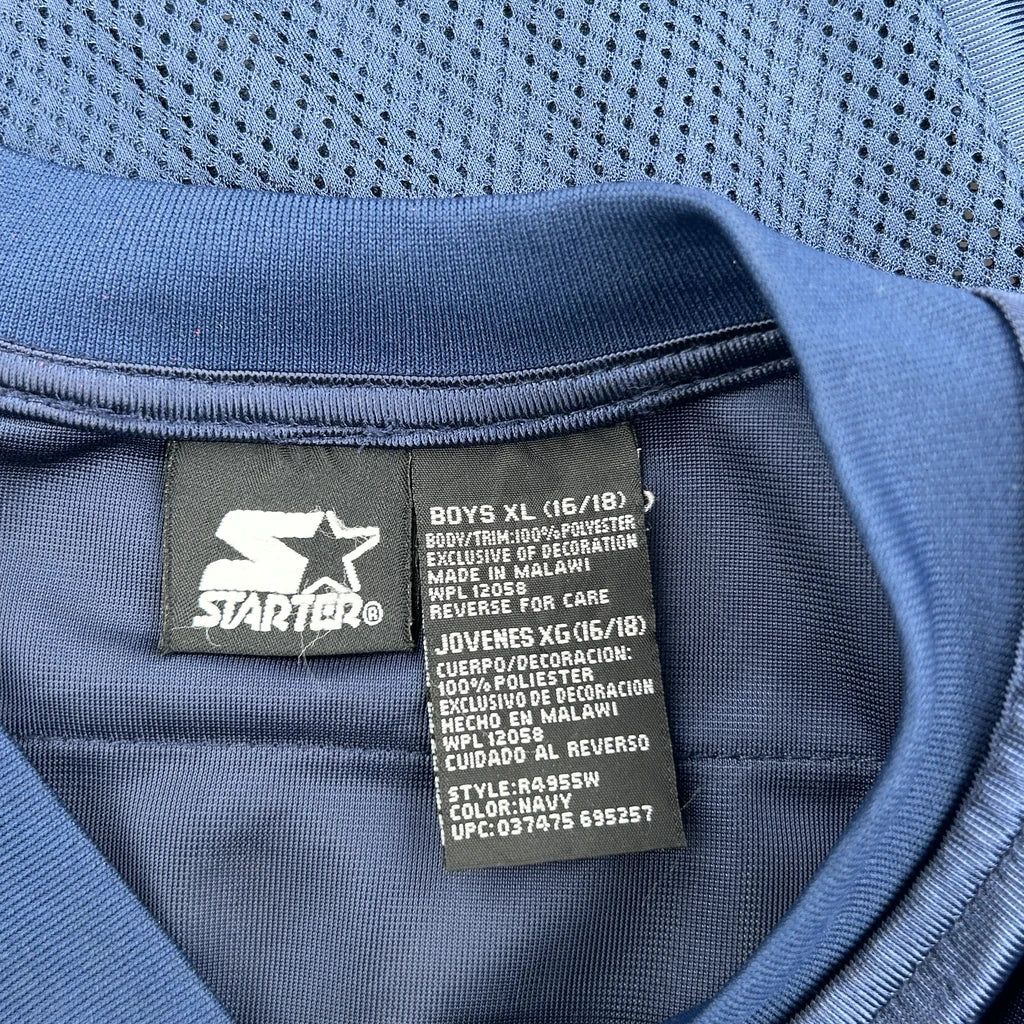 STARTER®
BOYS XL (16/18)
BODY/TRIM:100% POLYESTER
EXCLUSIVE OF DECORATION
MADE IN MALAWI
WPL 12058
REVERSE FOR CARE
JOVENES XG (16/18)
CUERPO/DECORACION:
100% POLIESTER
EXCLUSIVO DE DECORACION
HECHO EN MALAWI
WPL 12058
CUIDADO AL REVERSO
STYLE:R4955W
COLOR:NAVY
UPC:037475 695257